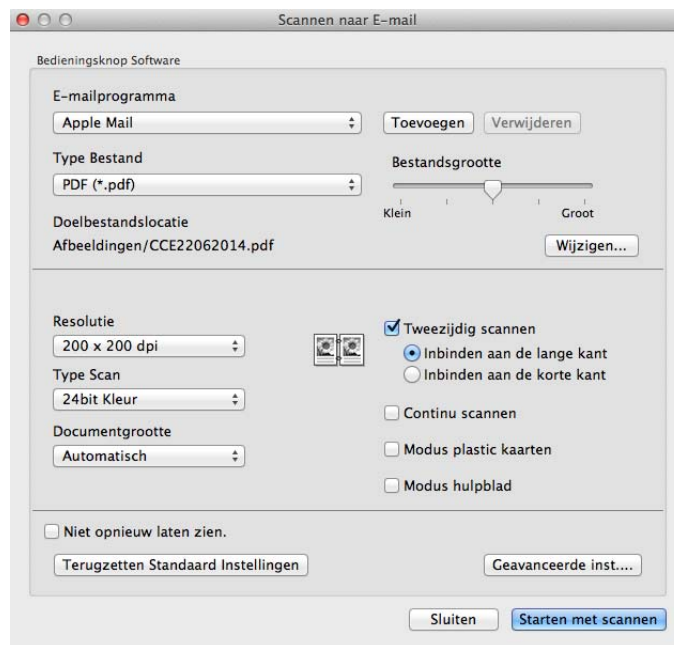 Scannen naar E-mail
Bedieningsknop Software
E-mailprogramma
Apple Mail
Toevoegen
Verwijderen
Type Bestand
PDF (*.pdf)
Bestandsgrootte
Klein
Groot
Doelbestandslocatie
Afbeeldingen/CCE22062014.pdf
Wijzigen...
Resolutie
200 x 200 dpi
Type Scan
24bit Kleur
Documentgrootte
Automatisch
Tweezijdig scannen
Inbinden aan de lange kant
Inbinden aan de korte kant
Continu scannen
Modus plastic kaarten
Modus hulpblad
Niet opnieuw laten zien.
Terugzetten Standaard Instellingen
Geavanceerde inst....
Sluiten
Starten met scannen